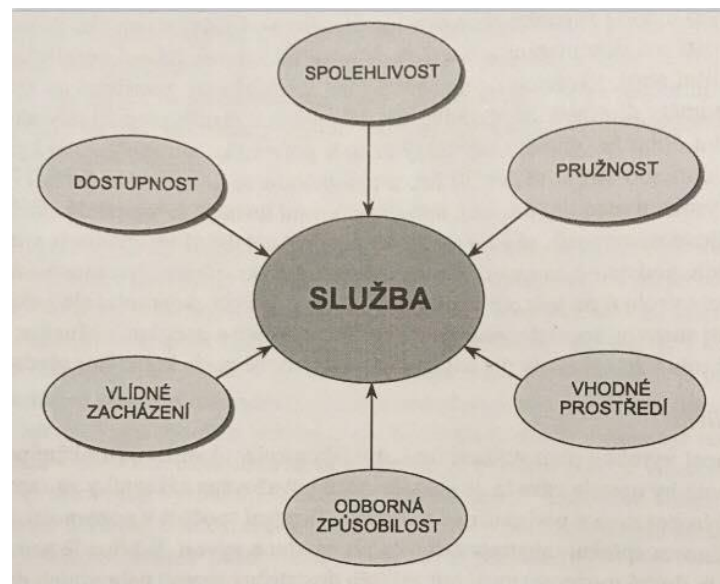 SPOLEHLIVOST
DOSTUPNOST
PRUŽNOST
SLUŽBA
VLÍDNÉ
ZACHÁZENÍ
VHODNÉ
PROSTŘEDÍ
ODBORNÁ
ZPŮSOBILOST